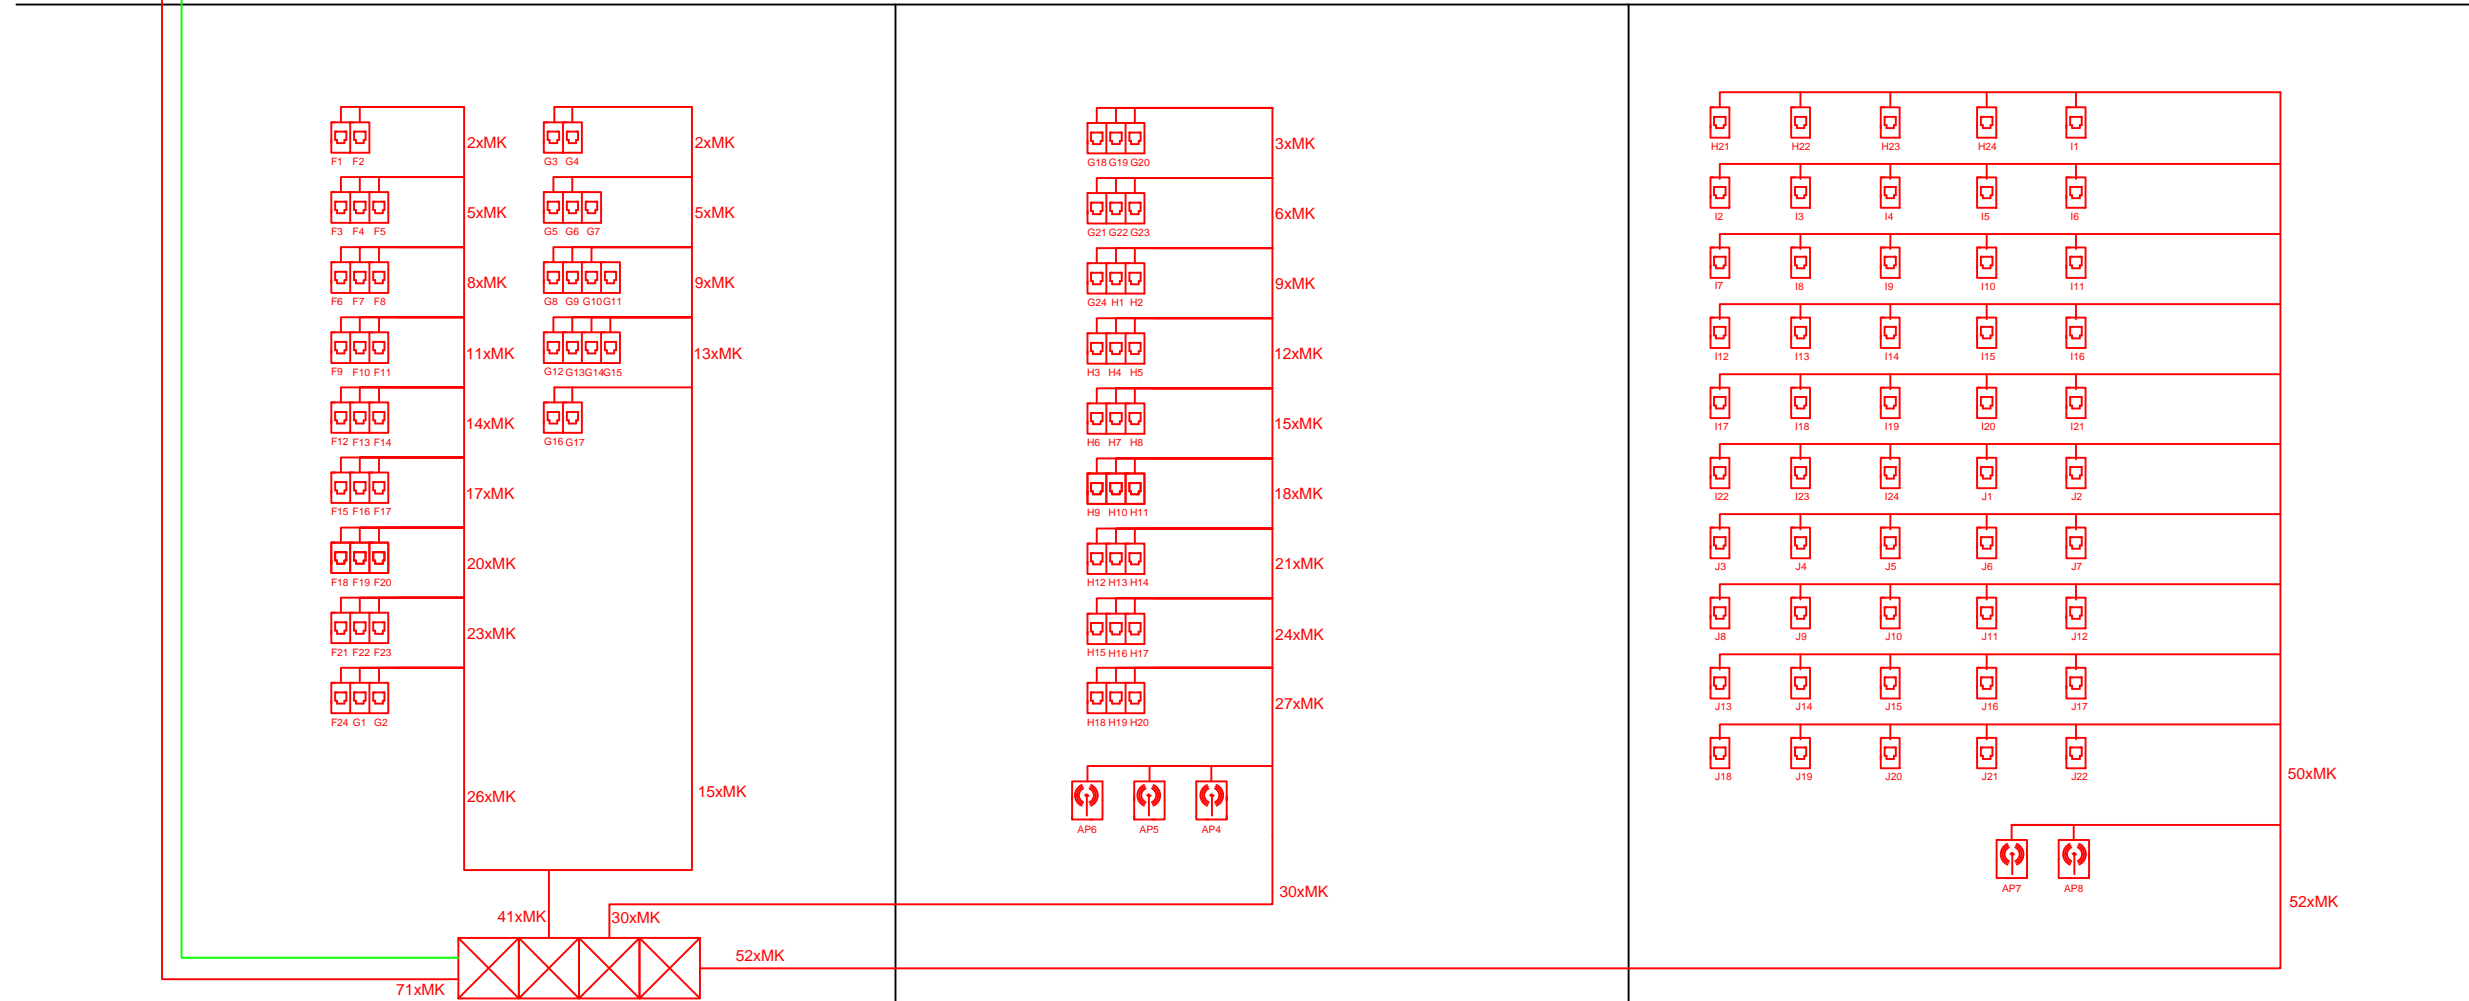 2xMK
F1 F2
5xMK
F3 F4 F5
8xMK
F6 F7 F8
11xMK
F9 F10 F11
14xMK
F12 F13 F14
17xMK
F15 F16 F17
20xMK
F18 F19 F20
23xMK
F21 F22 F23
F24 G1 G2
26xMK
2xMK
G3 G4
5xMK
G5 G6 G7
9xMK
G8 G9 G10 G11
13xMK
G12 G13 G14 G15
G16 G17
15xMK
41xMK
30xMK
52xMK
71xMK
3xMK
G18 G19 G20
6xMK
G21 G22 G23
9xMK
G24 H1 H2
12xMK
H3 H4 H5
15xMK
H6 H7 H8
18xMK
H9 H10 H11
21xMK
H12 H13 H14
24xMK
H15 H16 H17
27xMK
H18 H19 H20
AP6 AP5 AP4
30xMK
H21 H22 H23 H24 I1
I2 I3 I4 I5 I6
I7 I8 I9 I10 I11
I12 I13 I14 I15 I16
I17 I18 I19 I20 I21
I22 I23 I24 J1 J2
J3 J4 J5 J6 J7
J8 J9 J10 J11 J12
J13 J14 J15 J16 J17
J18 J19 J20 J21 J22
50xMK
AP7 AP8
52xMK